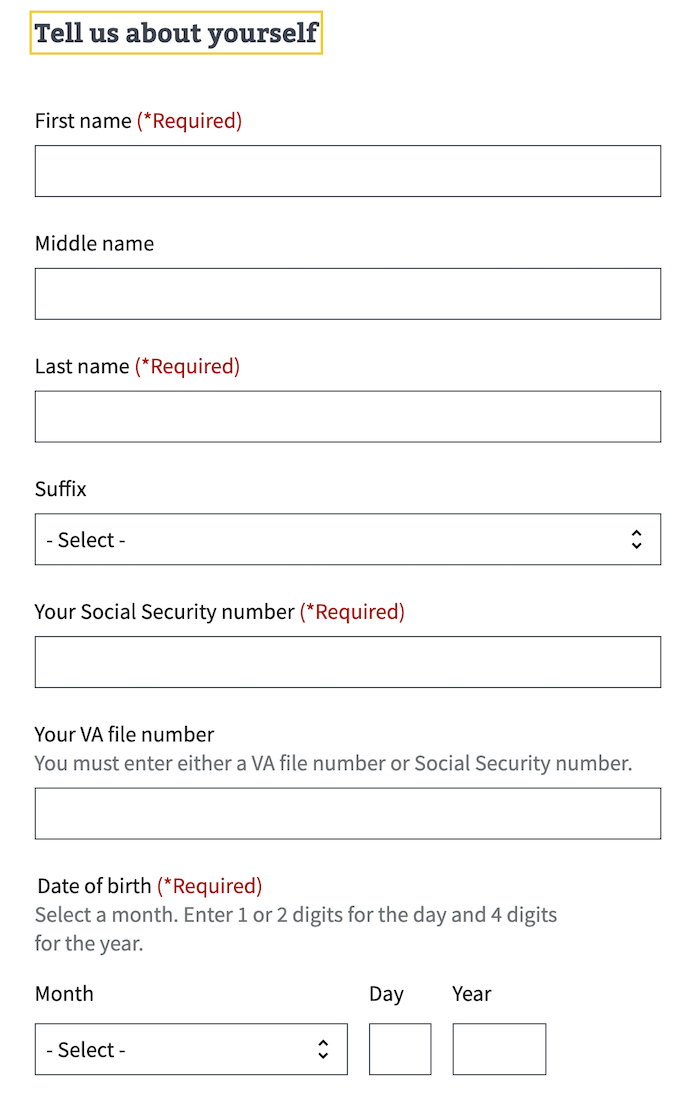 Tell us about yourself
First name (*Required)
Middle name
Last name (*Required)
Suffix
- Select -
Your Social Security number (*Required)
Your VA file number
You must enter either a VA file number or Social Security number.
Date of birth (*Required)
Select a month. Enter 1 or 2 digits for the day and 4 digits
for the year.
Month Day Year
- Select -